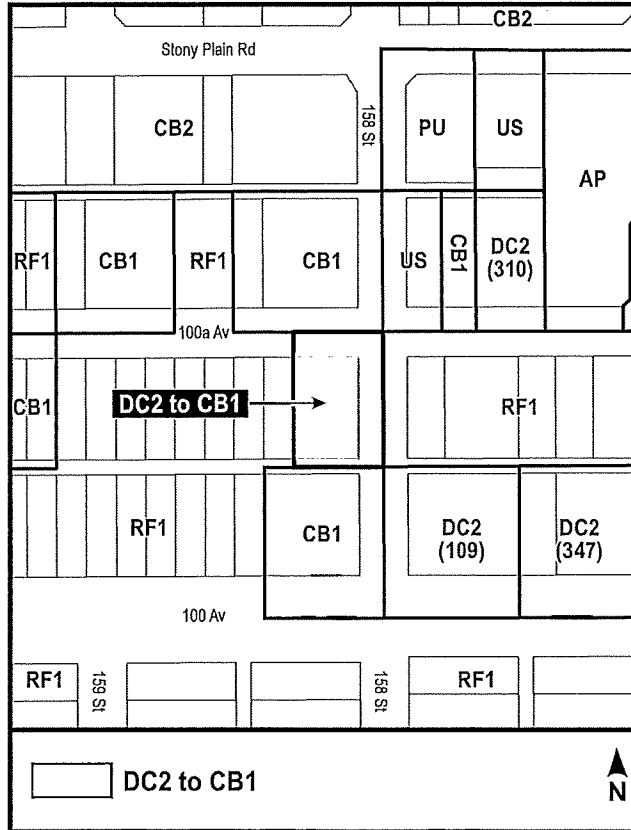 CB2
Stony Plain Rd
CB2
158 St
PU
US
AP
RF1
CB1
RF1
CB1
US
CB1
DC2
(310)
100a Av
CB1
DC2 to CB1
RF1
RF1
CB1
DC2
(109)
DC2
(347)
100 Av
RF1
159 St
158 St
RF1
DC2 to CB1
N